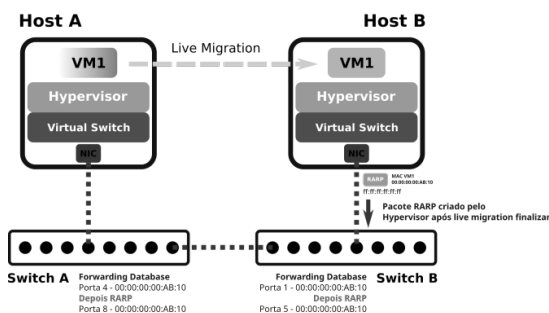 Host A
Host B
Live Migration
VM1
VM1
Hypervisor
Hypervisor
Virtual Switch
Virtual Switch
NIC
NIC
RARP
MAC VM1
00:00:00:00:AB:10
ff:ff:ff:ff:ff:ff
Pacote RARP criado pelo
Hypervisor após live migration finalizar
Switch A
Forwarding Database
Porta 4 - 00:00:00:00:AB:10
Depois RARP
Porta 8 - 00:00:00:00:AB:10
Forwarding Database
Porta 1 - 00:00:00:00:AB:10
Depois RARP
Porta 5 - 00:00:00:00:AB:10
Switch B